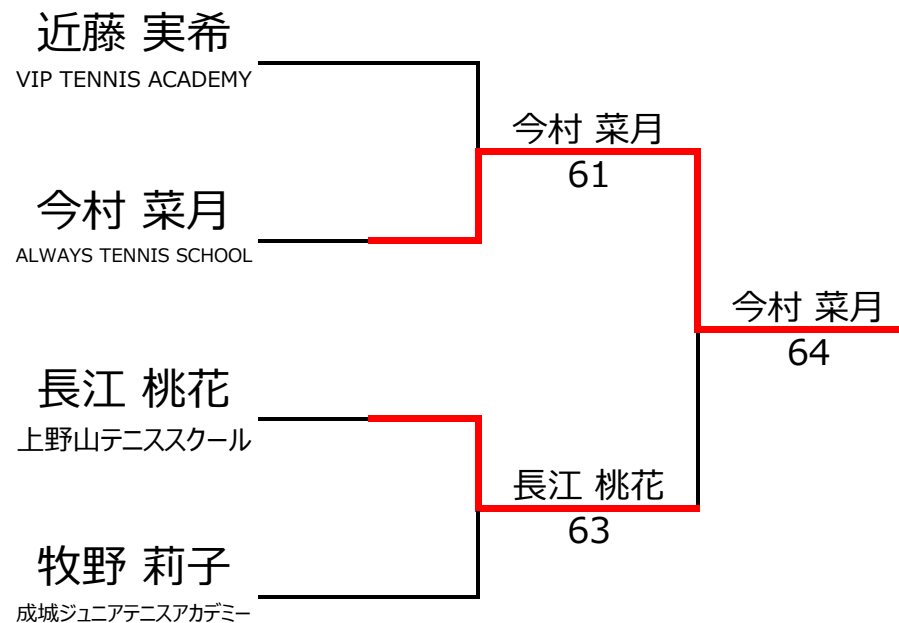 近藤 実希
VIP TENNIS ACADEMY
今村 菜月
61
今村 菜月
ALWAYS TENNIS SCHOOL
今村 菜月
64
長江 桃花
上野山テニススクール
長江 桃花
63
牧野 莉子
成城ジュニアテニスアカデミー